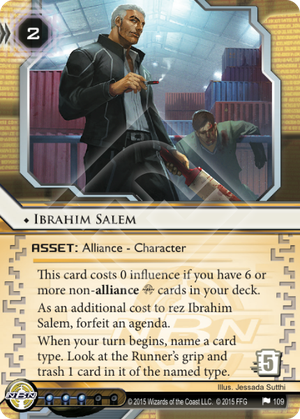 2
Ibrahim Salem
ASSET: Alliance - Character
This card costs 0 influence if you have 6 or
more non-alliance cards in your deck.
As an additional cost to rez Ibrahim
Salem, forfeit an agenda.
When your turn begins, name a card
type. Look at the Runner's grip and
trash 1 card in it of the named type.
5
Illus. Jessada Sutthi
NBN
© 2015 Wizards of the Coast LLC. © 2015 FFG
109